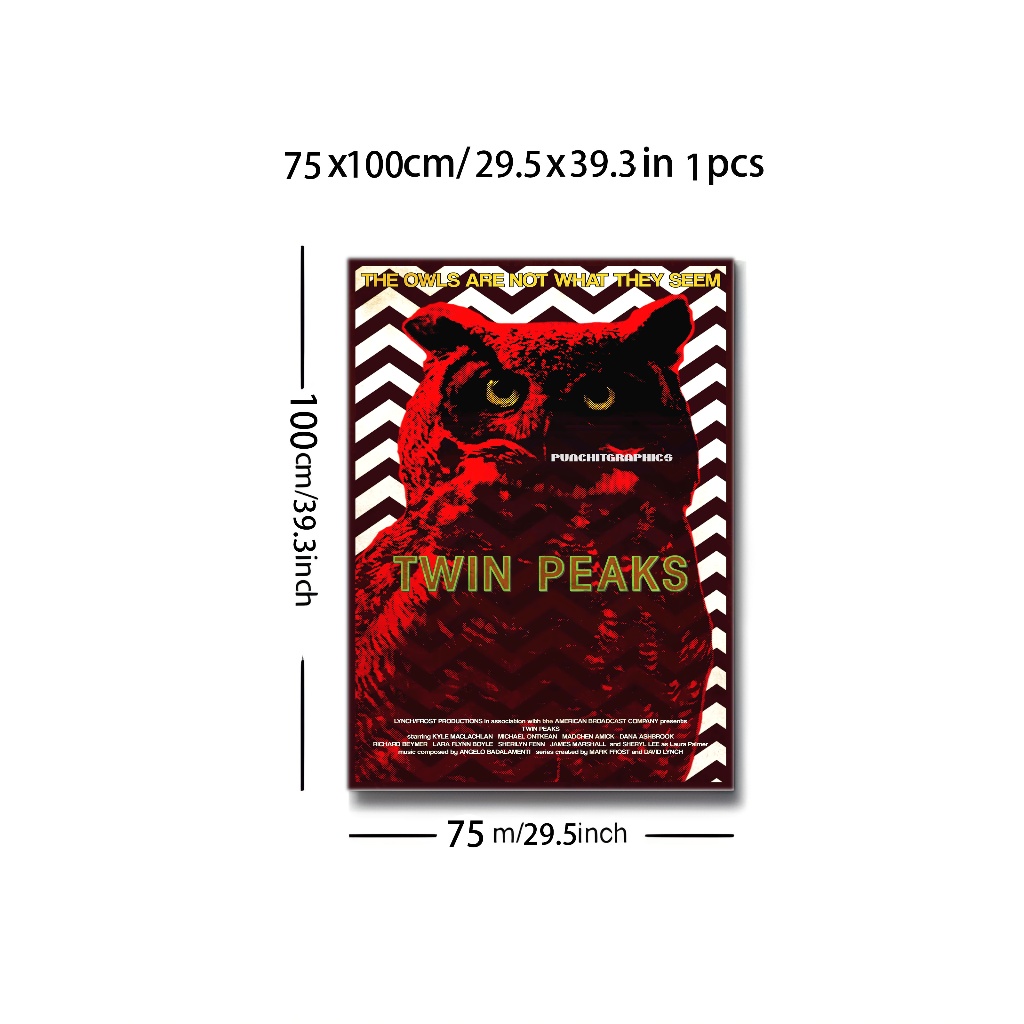 75x100cm/29.5x39.3in 1pcs
THE OWLS ARE NOT WHAT THEY SEEM
100cm/39.3inch
PUNCHITGRAPHICS
TWIN PEAKS
LYNCH/FROST PRODUCTIONS in association with the AMERICAN BROADCAST COMPANY presents
TWIN PEAKS
starring KYLE MACLACHLAN MICHAEL ONTKEAN MADCHEN AMICK DANA ASHBROOK
RICHARD BEYMER LARA FLYNN BOYLE SHERILYN FENN JAMES MARSHALL and SHERYL LEE as Laura Palmer
music composed by ANGELO BADALAMENTI series created by MARK FROST and DAVID LYNCH
75 m/29.5inch